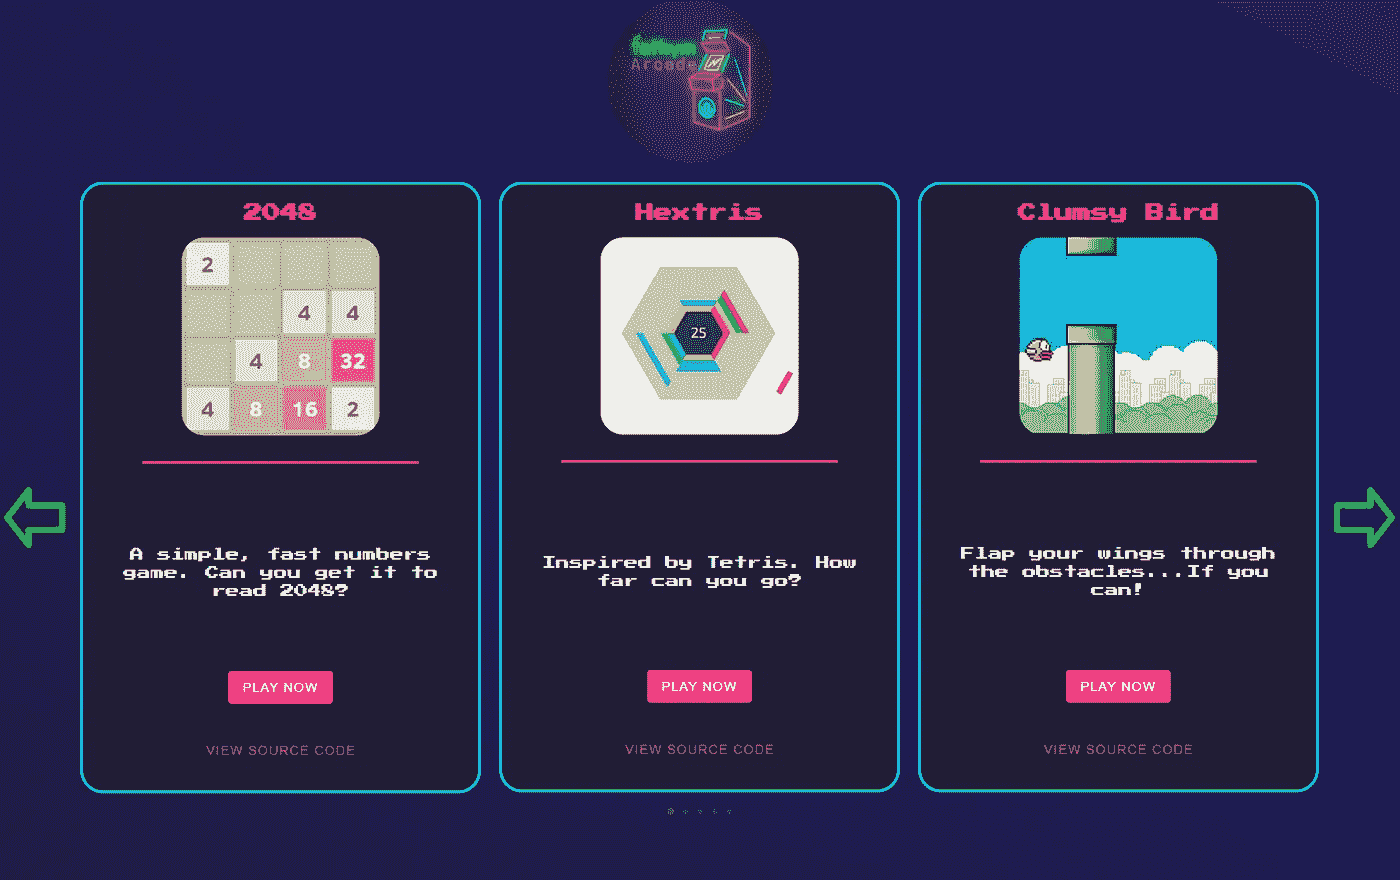 Arcade
2048
2
4 4
4 8 32
4 8 16 2
A simple, fast numbers
game. Can you get it to
read 2048?
PLAY NOW
VIEW SOURCE CODE
Hextris
25
Inspired by Tetris. How
far can you go?
PLAY NOW
VIEW SOURCE CODE
Clumsy Bird
Flap your wings through
the obstacles...If you
can!
PLAY NOW
VIEW SOURCE CODE